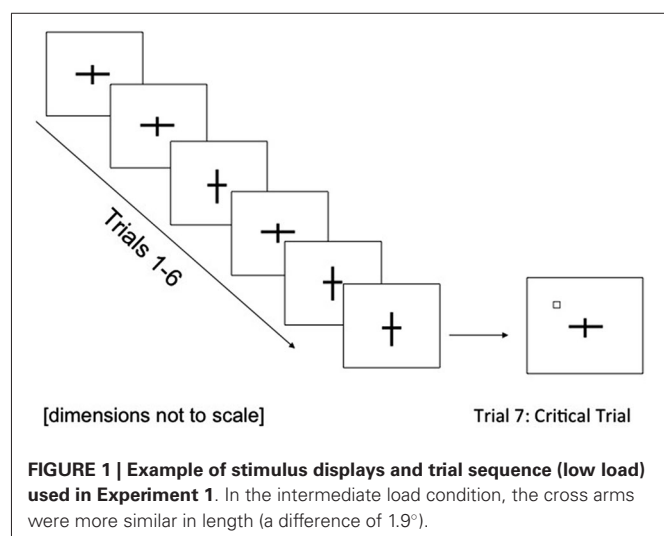 Trials 1-6
[dimensions not to scale]
Trial 7: Critical Trial
FIGURE 1 | Example of stimulus displays and trial sequence (low load)
used in Experiment 1. In the intermediate load condition, the cross arms
were more similar in length (a difference of 1.9°).